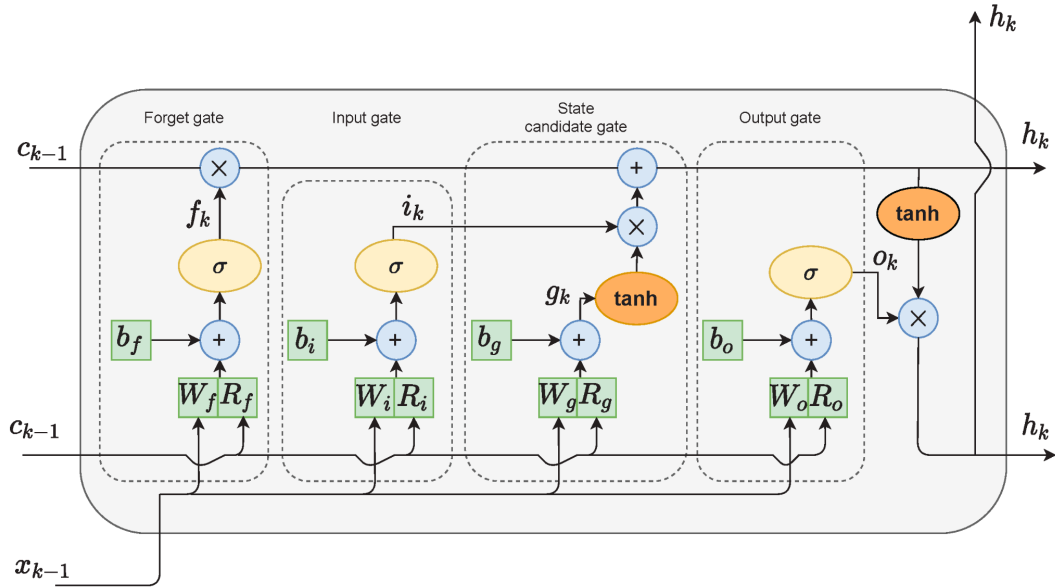 h_k
Forget gate
Input gate
State
candidate gate
Output gate
c_{k-1}
×
+
h_k
f_k
i_k
×
tanh
σ
σ
g_k
tanh
σ
o_k
×
b_f
+
b_i
+
b_g
+
b_o
+
W_f R_f
W_i R_i
W_g R_g
W_o R_o
c_{k-1}
h_k
x_{k-1}